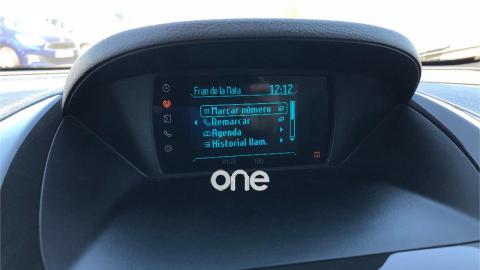 Fran de la Mata 12:12
Marcar número
Remarcar
Agenda
Historial llam.
one